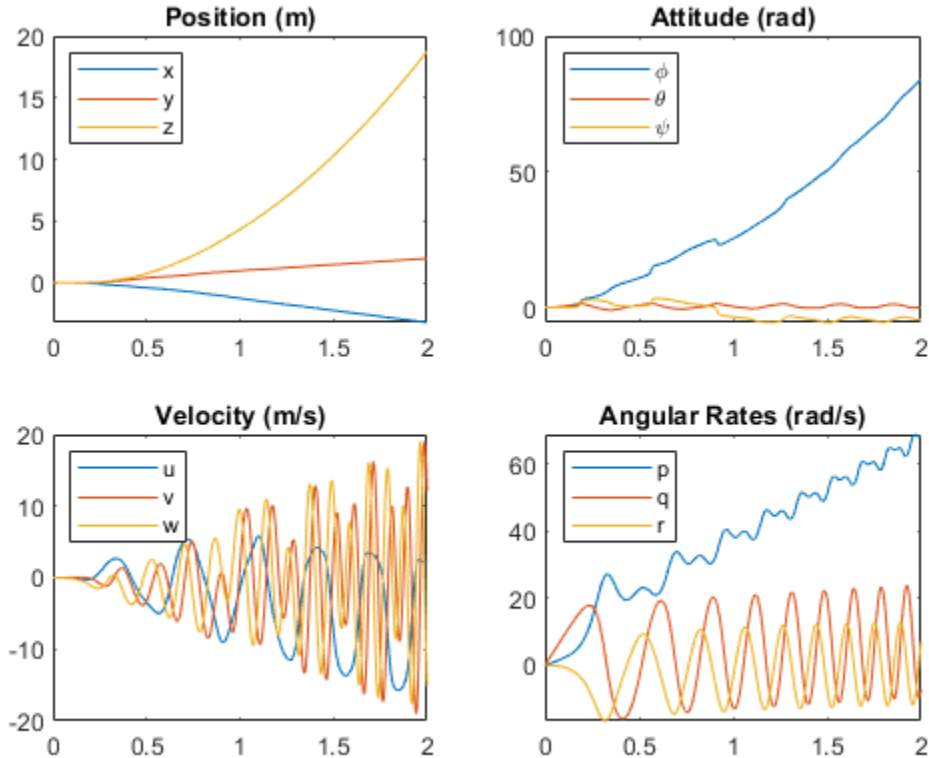 Position (m)
20
15
10
5
0
x
y
z
0
0.5
1
1.5
2
Attitude (rad)
100
50
0
ϕ
θ
ψ
0
0.5
1
1.5
2
Velocity (m/s)
20
10
0
-10
-20
u
v
w
0
0.5
1
1.5
2
Angular Rates (rad/s)
60
40
20
0
p
q
r
0
0.5
1
1.5
2